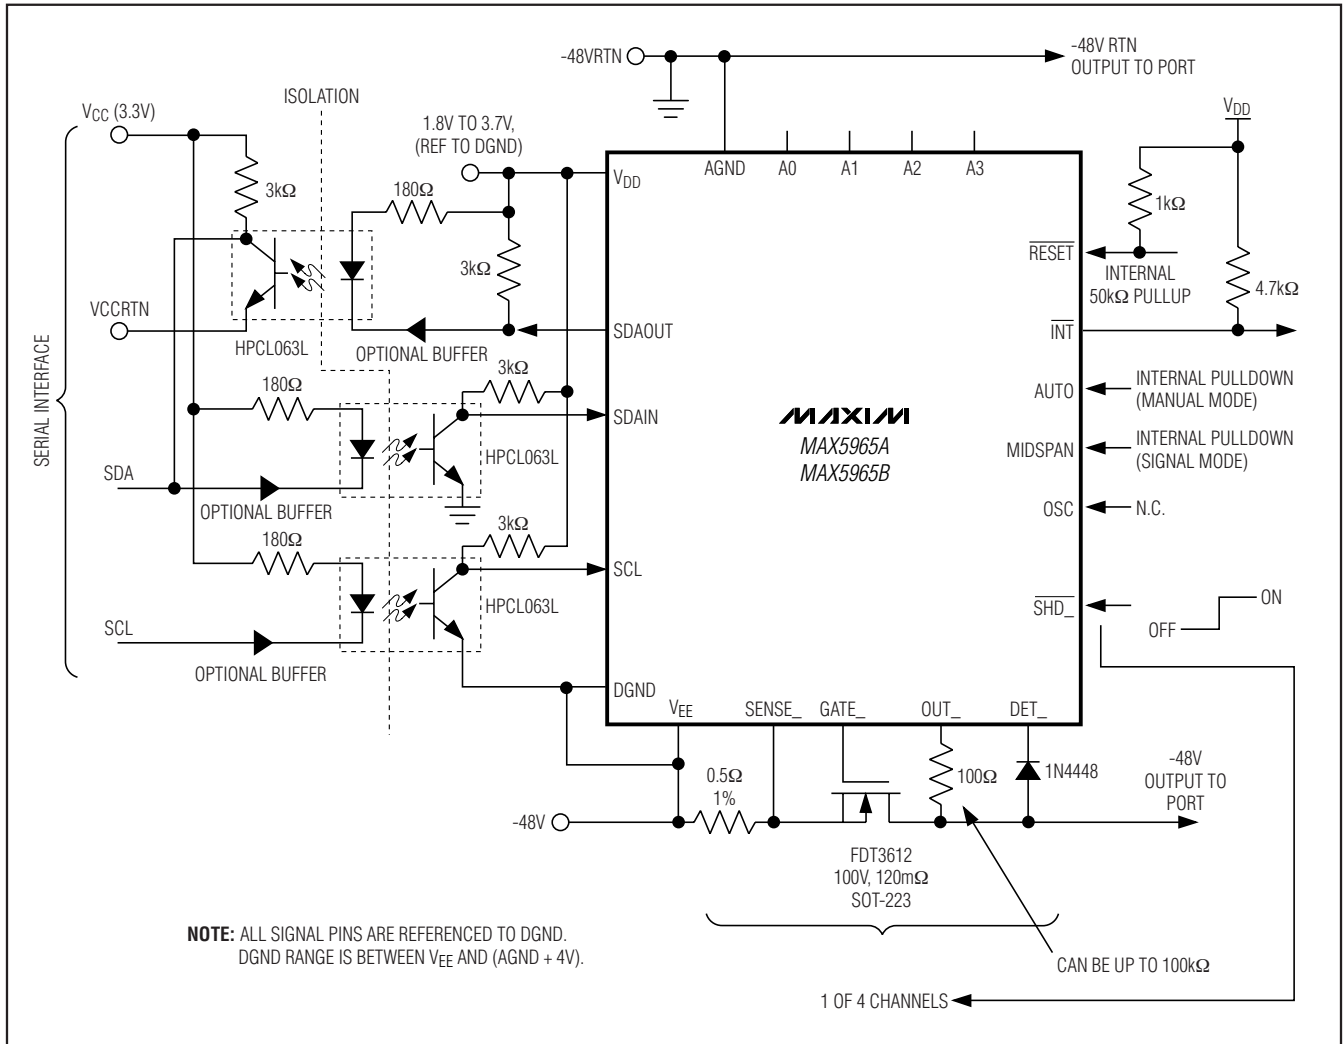 -48VRTN
-48V RTN
OUTPUT TO PORT
ISOLATION
VCC (3.3V)
1.8V TO 3.7V,
(REF TO DGND)
VDD
3kΩ
180Ω
VDD
AGND
A0
A1
A2
A3
1kΩ
3kΩ
RESET
INTERNAL
50kΩ PULLUP
4.7kΩ
VCCRTN
HPCL063L
OPTIONAL BUFFER
SDAOUT
INT
SERIAL INTERFACE
180Ω
3kΩ
SDAIN
AUTO
INTERNAL PULLDOWN
(MANUAL MODE)
MAXIM
MAX5965A
MAX5965B
HPCL063L
MIDSPAN
INTERNAL PULLDOWN
(SIGNAL MODE)
SDA
OPTIONAL BUFFER
OSC
N.C.
180Ω
3kΩ
SCL
HPCL063L
SHD_
ON
OFF
SCL
OPTIONAL BUFFER
DGND
VEE
SENSE_
GATE_
OUT_
DET_
0.5Ω
1%
100Ω
1N4448
-48V
OUTPUT TO
PORT
-48V
FDT3612
100V, 120mΩ
SOT-223
NOTE: ALL SIGNAL PINS ARE REFERENCED TO DGND.
DGND RANGE IS BETWEEN VEE AND (AGND + 4V).
CAN BE UP TO 100kΩ
1 OF 4 CHANNELS